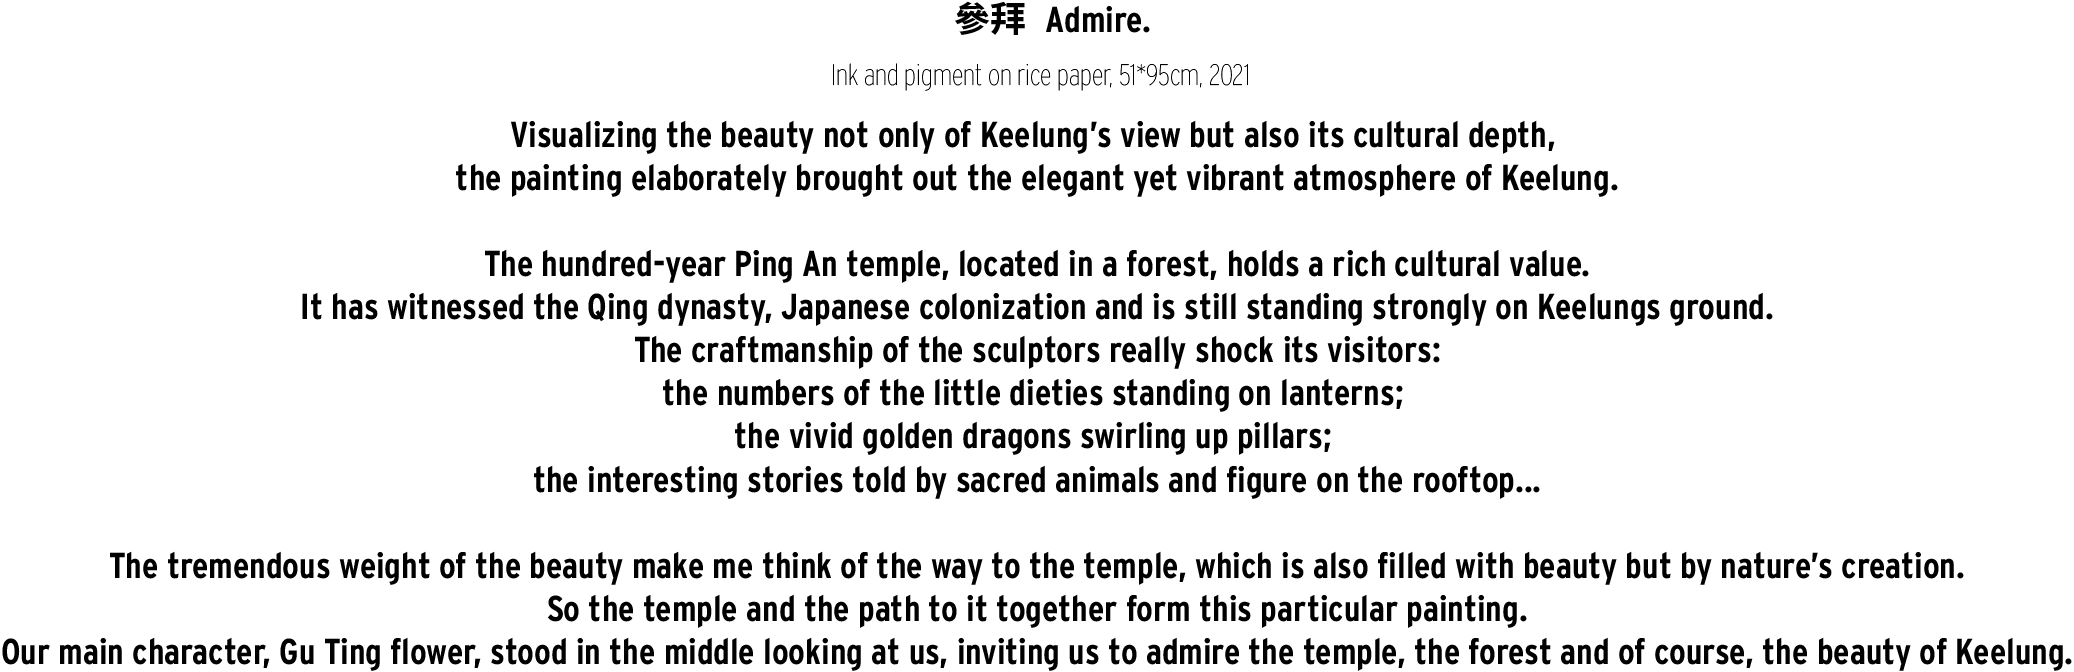 參拜 Admire.
Ink and pigment on rice paper, 51*95cm, 2021
Visualizing the beauty not only of Keelung's view but also its cultural depth,
the painting elaborately brought out the elegant yet vibrant atmosphere of Keelung.
The hundred-year Ping An temple, located in a forest, holds a rich cultural value.
It has witnessed the Qing dynasty, Japanese colonization and is still standing strongly on Keelungs ground.
The craftmanship of the sculptors really shock its visitors:
the numbers of the little dieties standing on lanterns;
the vivid golden dragons swirling up pillars;
the interesting stories told by sacred animals and figure on the rooftop...
The tremendous weight of the beauty make me think of the way to the temple, which is also filled with beauty but by nature's creation.
So the temple and the path to it together form this particular painting.
Our main character, Gu Ting flower, stood in the middle looking at us, inviting us to admire the temple, the forest and of course, the beauty of Keelung.